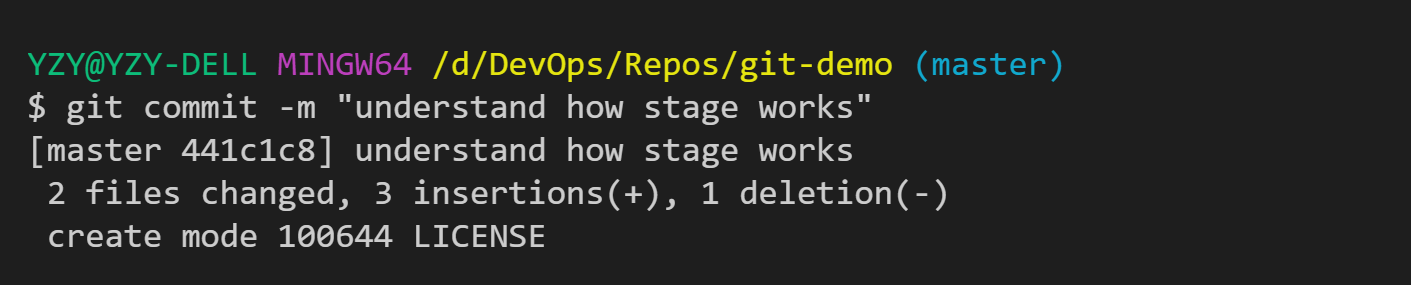 YZY@YZY-DELL MINGW64 /d/DevOps/Repos/git-demo (master)
$ git commit -m "understand how stage works"
[master 441c1c8] understand how stage works
 2 files changed, 3 insertions(+), 1 deletion(-)
 create mode 100644 LICENSE